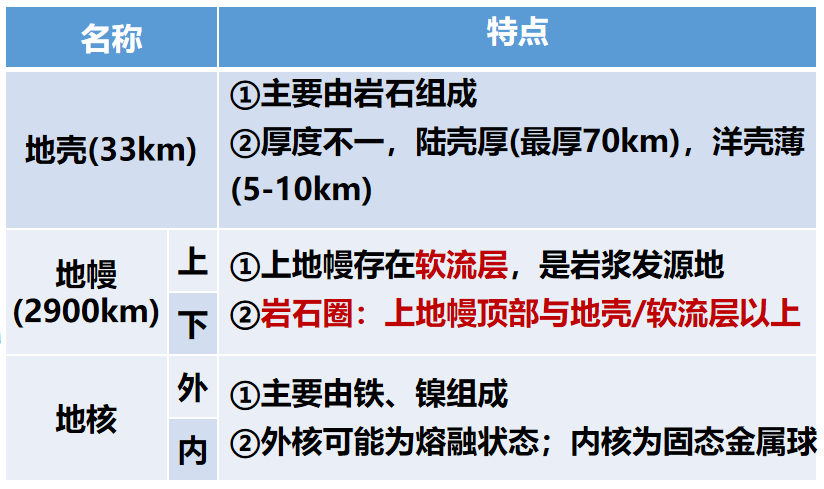 名称
特点
地壳(33km)
①主要由岩石组成
②厚度不一，陆壳厚(最厚70km)，洋壳薄
(5-10km)
地幔
(2900km)
上
下
①上地幔存在软流层，是岩浆发源地
②岩石圈：上地幔顶部与地壳/软流层以上
地核
外
内
①主要由铁、镍组成
②外核可能为熔融状态；内核为固态金属球